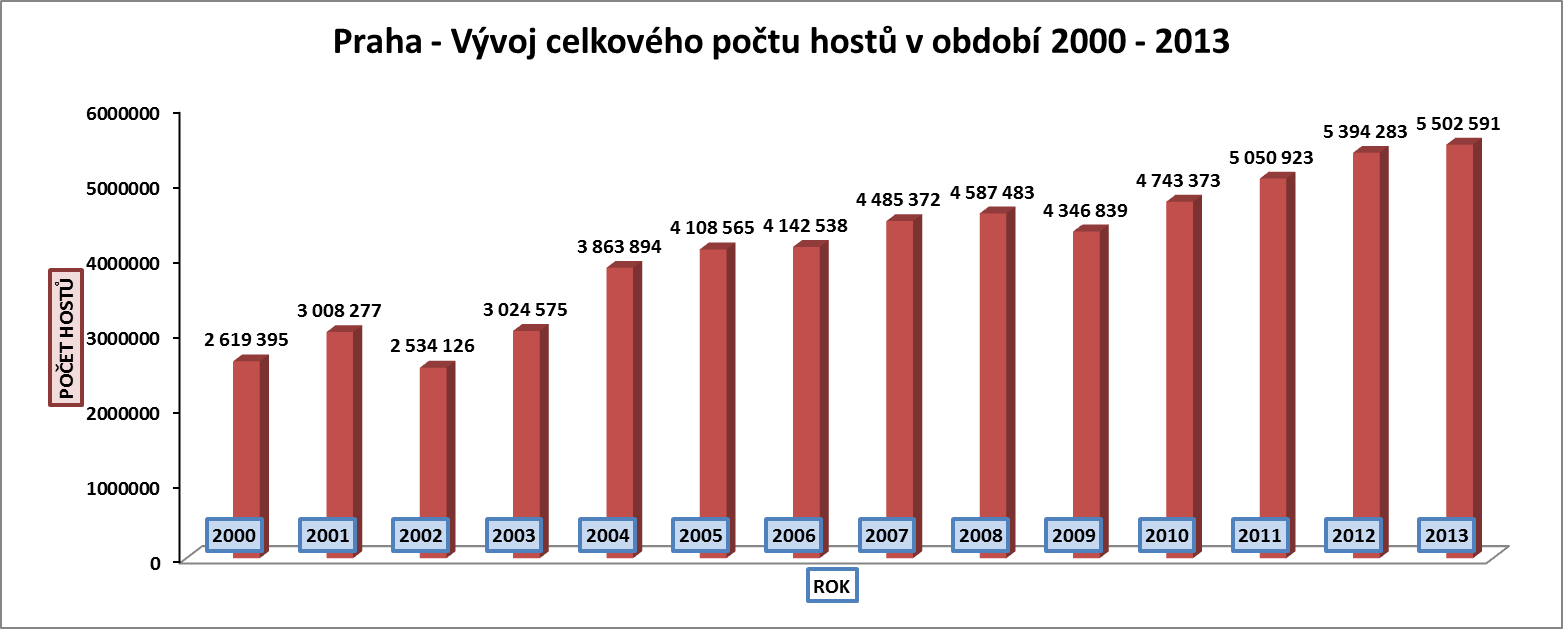 Praha - Vývoj celkového počtu hostů v období 2000 - 2013
POČET HOSTŮ
6000000
5000000
4000000
3000000
2000000
1000000
0
2 619 395
3 008 277
2 534 126
3 024 575
3 863 894
4 108 565
4 142 538
4 485 372
4 587 483
4 346 839
4 743 373
5 050 923
5 394 283
5 502 591
2000
2001
2002
2003
2004
2005
2006
2007
2008
2009
2010
2011
2012
2013
ROK